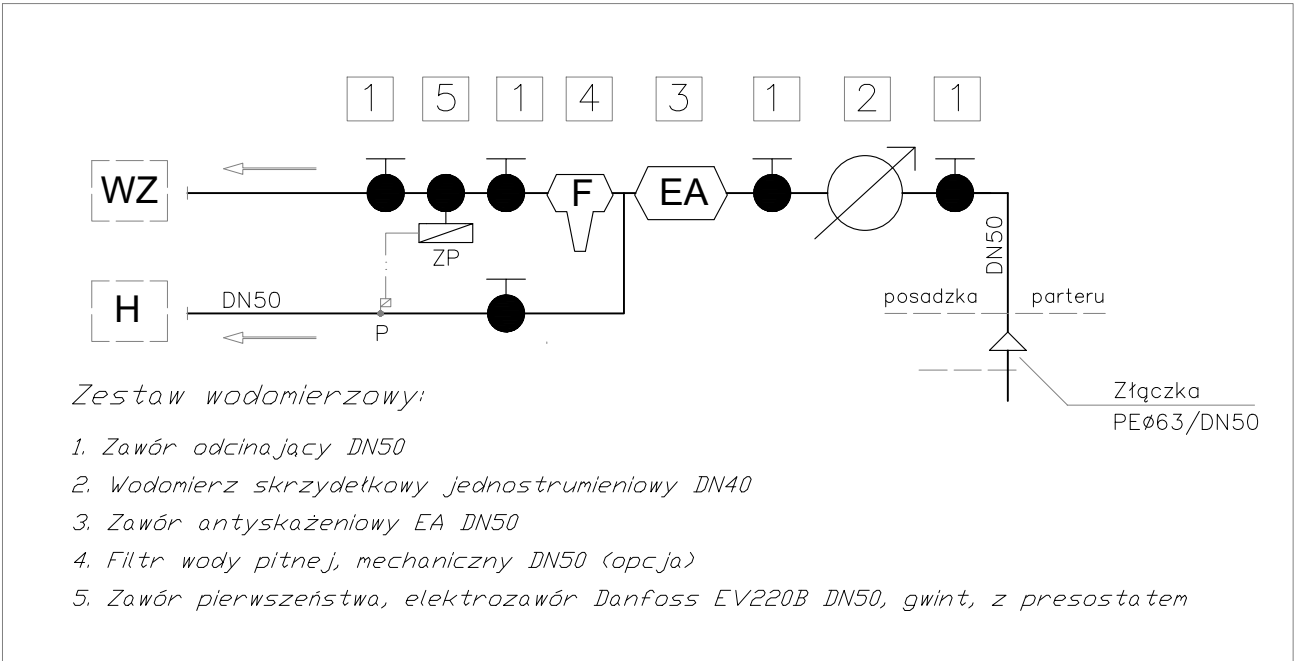 1 5 1 4 3 1 2 1
WZ F EA
ZP
DN50
H DN50
P
posadzka parteru
Złączka
PEø63/DN50
Zestaw wodomierzowy:
1. Zawór odcinający DN50
2. Wodomierz skrzydełkowy jednostrumieniowy DN40
3. Zawór antyskażeniowy EA DN50
4. Filtr wody pitnej, mechaniczny DN50 (opcja)
5. Zawór pierwszeństwa, elektrozawór Danfoss EV220B DN50, gwint, z presostatem